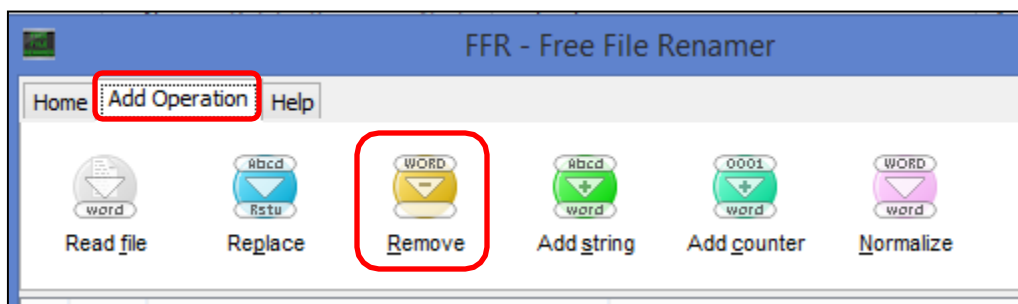 FFR - Free File Renamer
Home Add Operation Help
Abcd WORD Abcd 0001 WORD
word Rstu word word word
Read file Replace Remove Add string Add counter Normalize